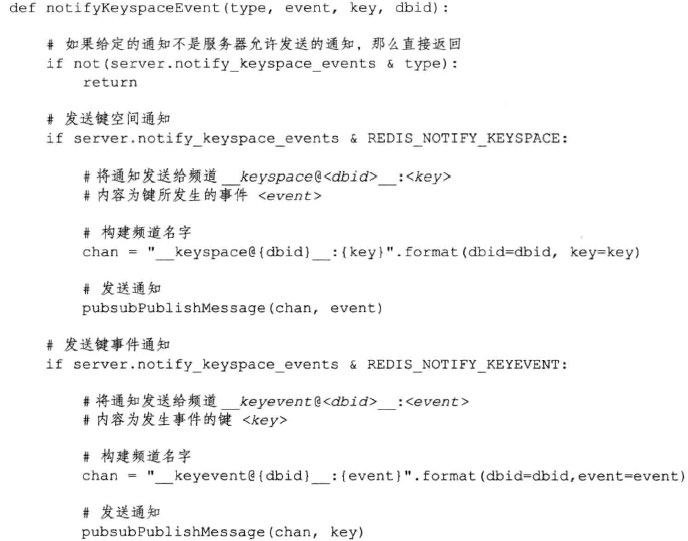 def notifyKeyspaceEvent(type, event, key, dbid):
# 如果给定的通知不是服务器允许发送的通知，那么直接返回
if not(server.notify_keyspace_events & type):
return
# 发送键空间通知
if server.notify_keyspace_events & REDIS_NOTIFY_KEYSPACE:
#将通知发送给频道__keyspace@<dbid>__:<key>
#内容为键所发生的事件 <event>
# 构建频道名字
chan = "__keyspace@{dbid}__:{key}".format(dbid=dbid, key=key)
# 发送通知
pubsubPublishMessage(chan, event)
# 发送键事件通知
if server.notify_keyspace_events & REDIS_NOTIFY_KEYEVENT:
#将通知发送给频道__keyevent@<dbid>__:<event>
#内容为发生事件的键 <key>
# 构建频道名字
chan = "__keyevent@{dbid}__:{event}".format(dbid=dbid,event=event)
# 发送通知
pubsubPublishMessage(chan, key)